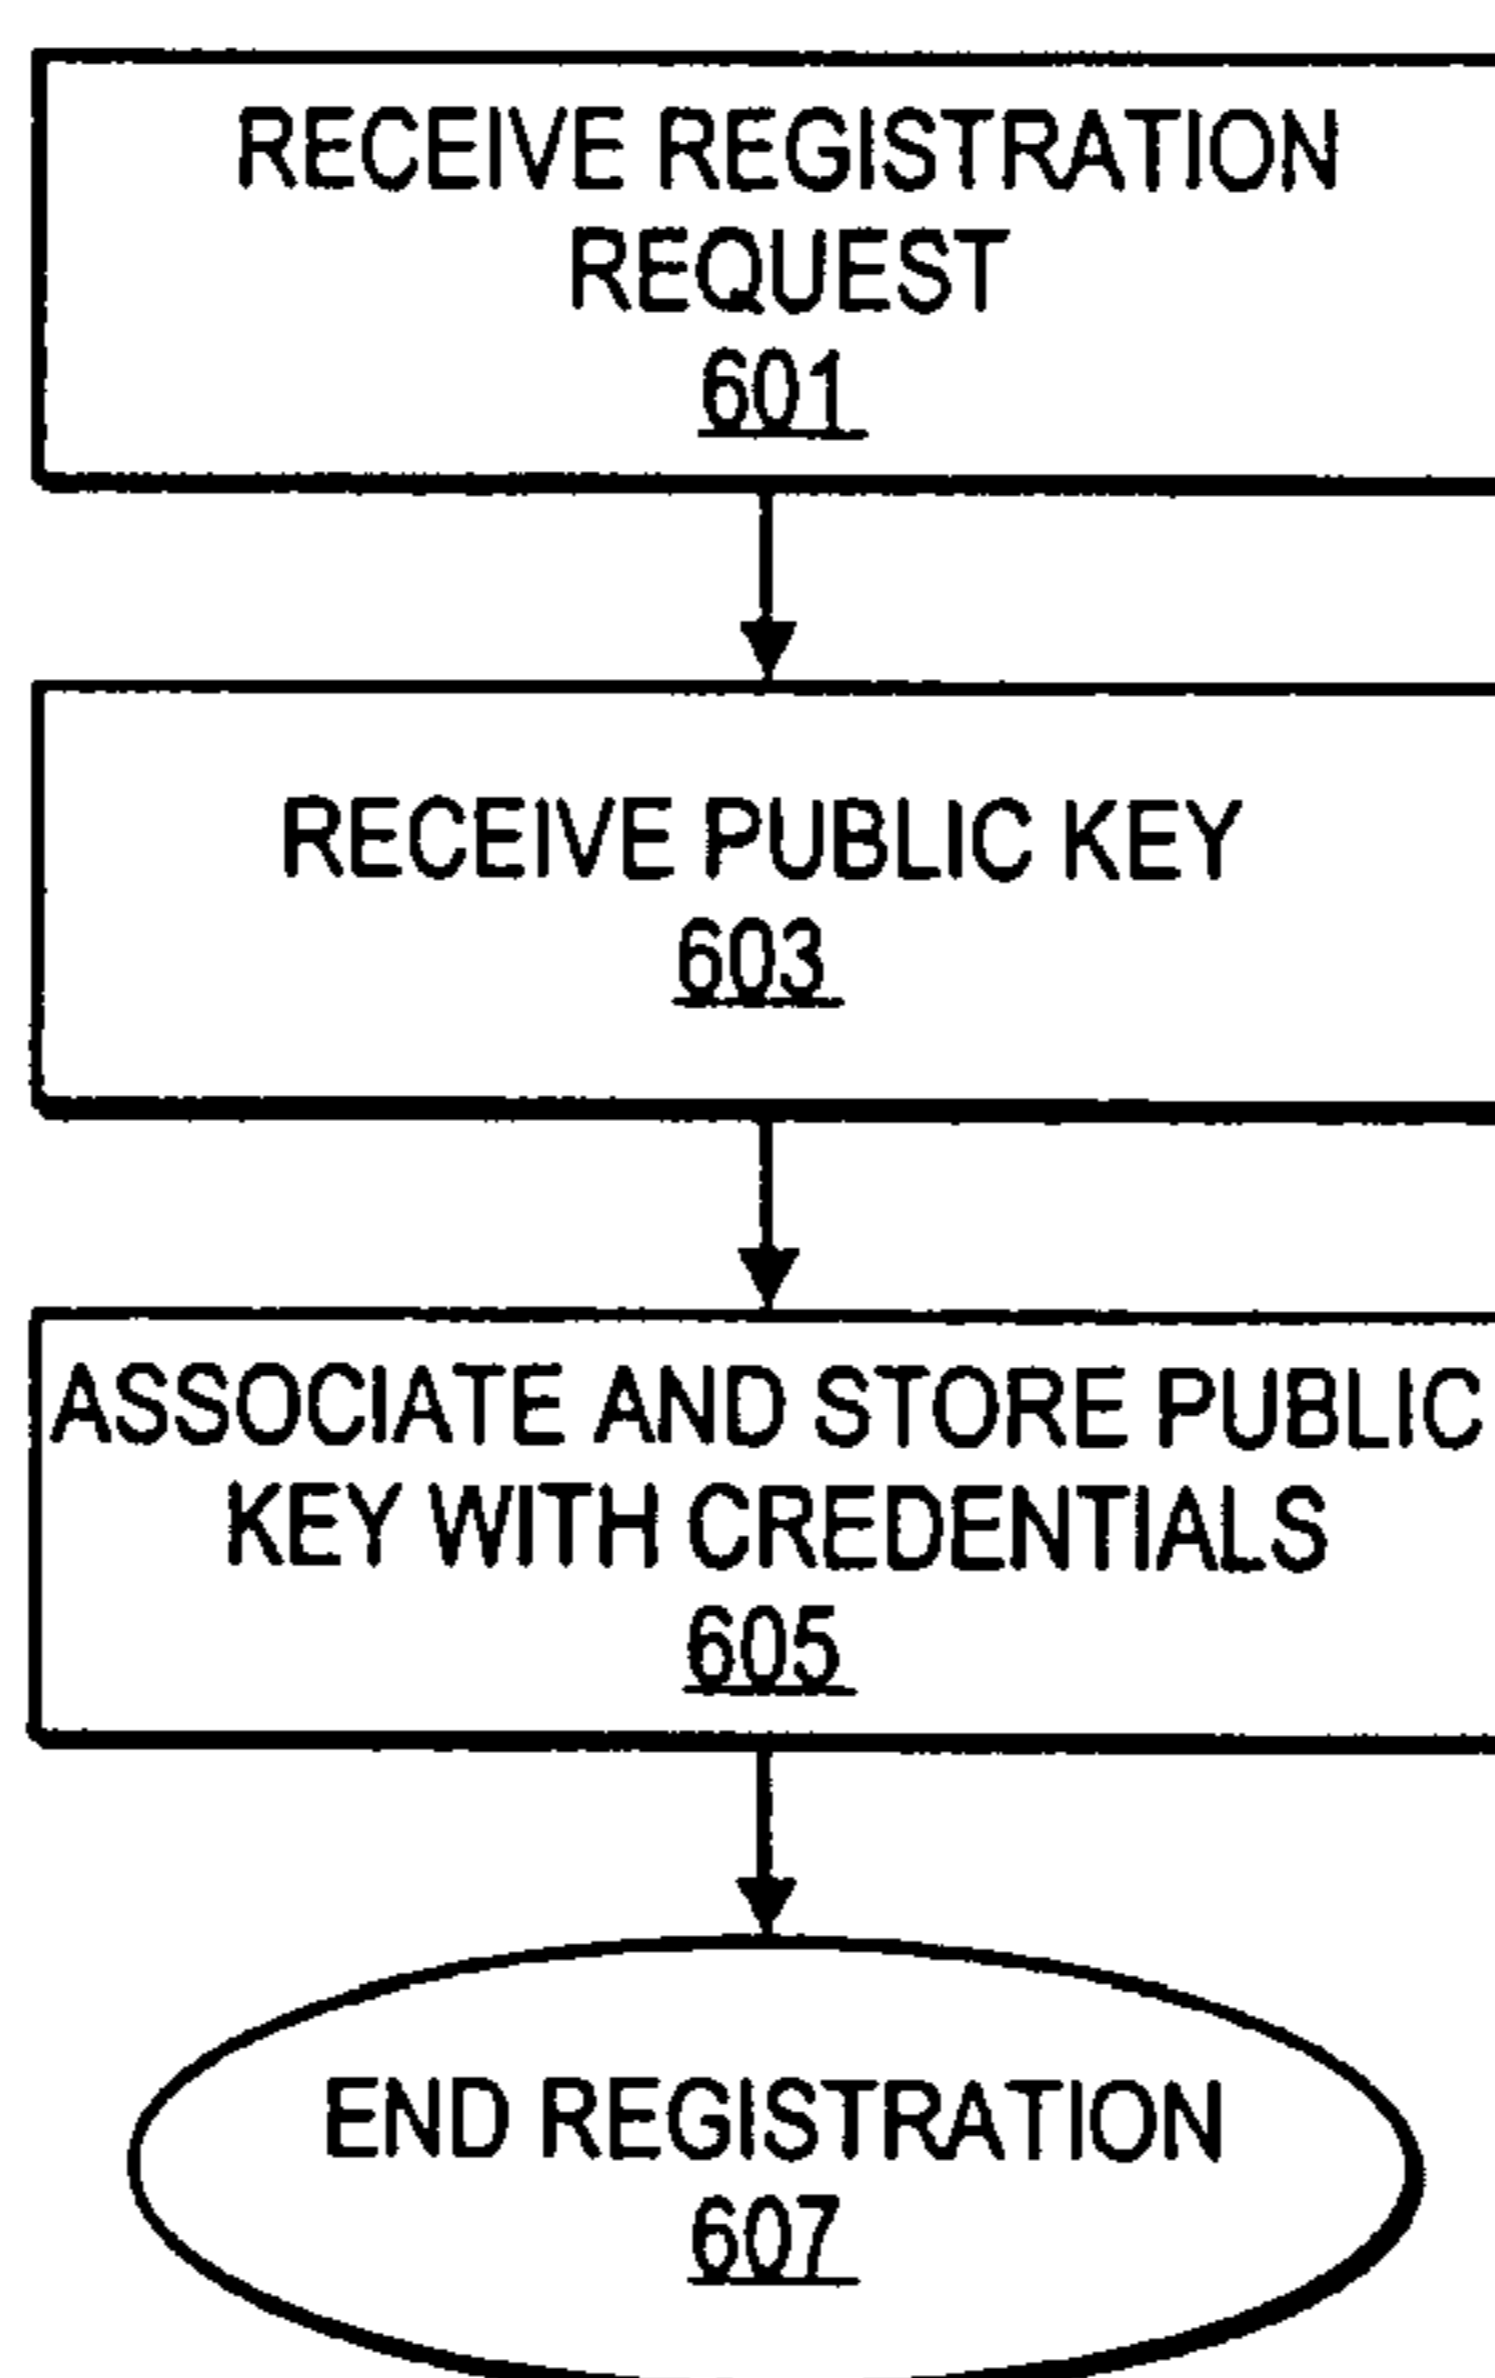 RECEIVE REGISTRATION
REQUEST
601
RECEIVE PUBLIC KEY
603
ASSOCIATE AND STORE PUBLIC
KEY WITH CREDENTIALS
605
END REGISTRATION
607